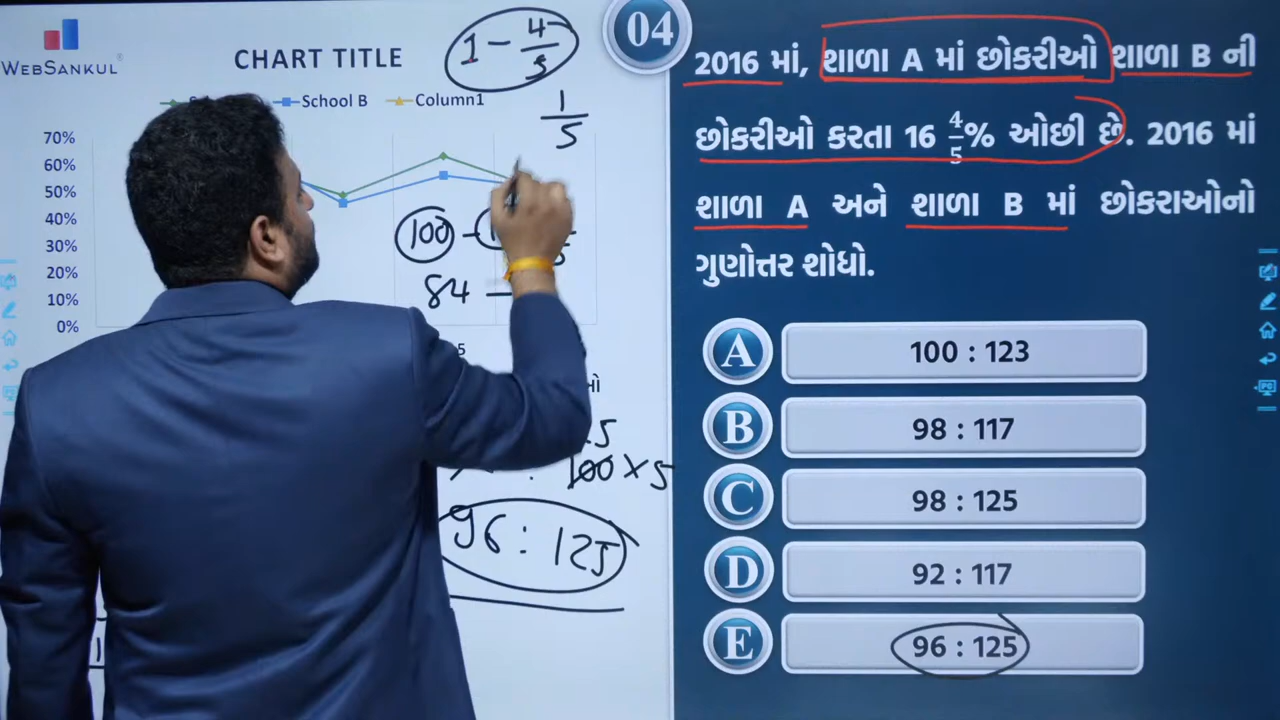 WEBSANKUL
CHART TITLE
School B
Column1
70%
60%
50%
40%
30%
20%
10%
0%
1 - 4/5
1/5
100 -
84 -
100 × 5
96 : 125
04
2016 માં, શાળા A માં છોકરીઓ શાળા B ની
છોકરીઓ કરતા 16 4/5% ઓછી છે. 2016 માં
શાળા A અને શાળા B માં છોકરાઓનો
ગુણોત્તર શોધો.
A 100 : 123
B 98 : 117
C 98 : 125
D 92 : 117
E 96 : 125